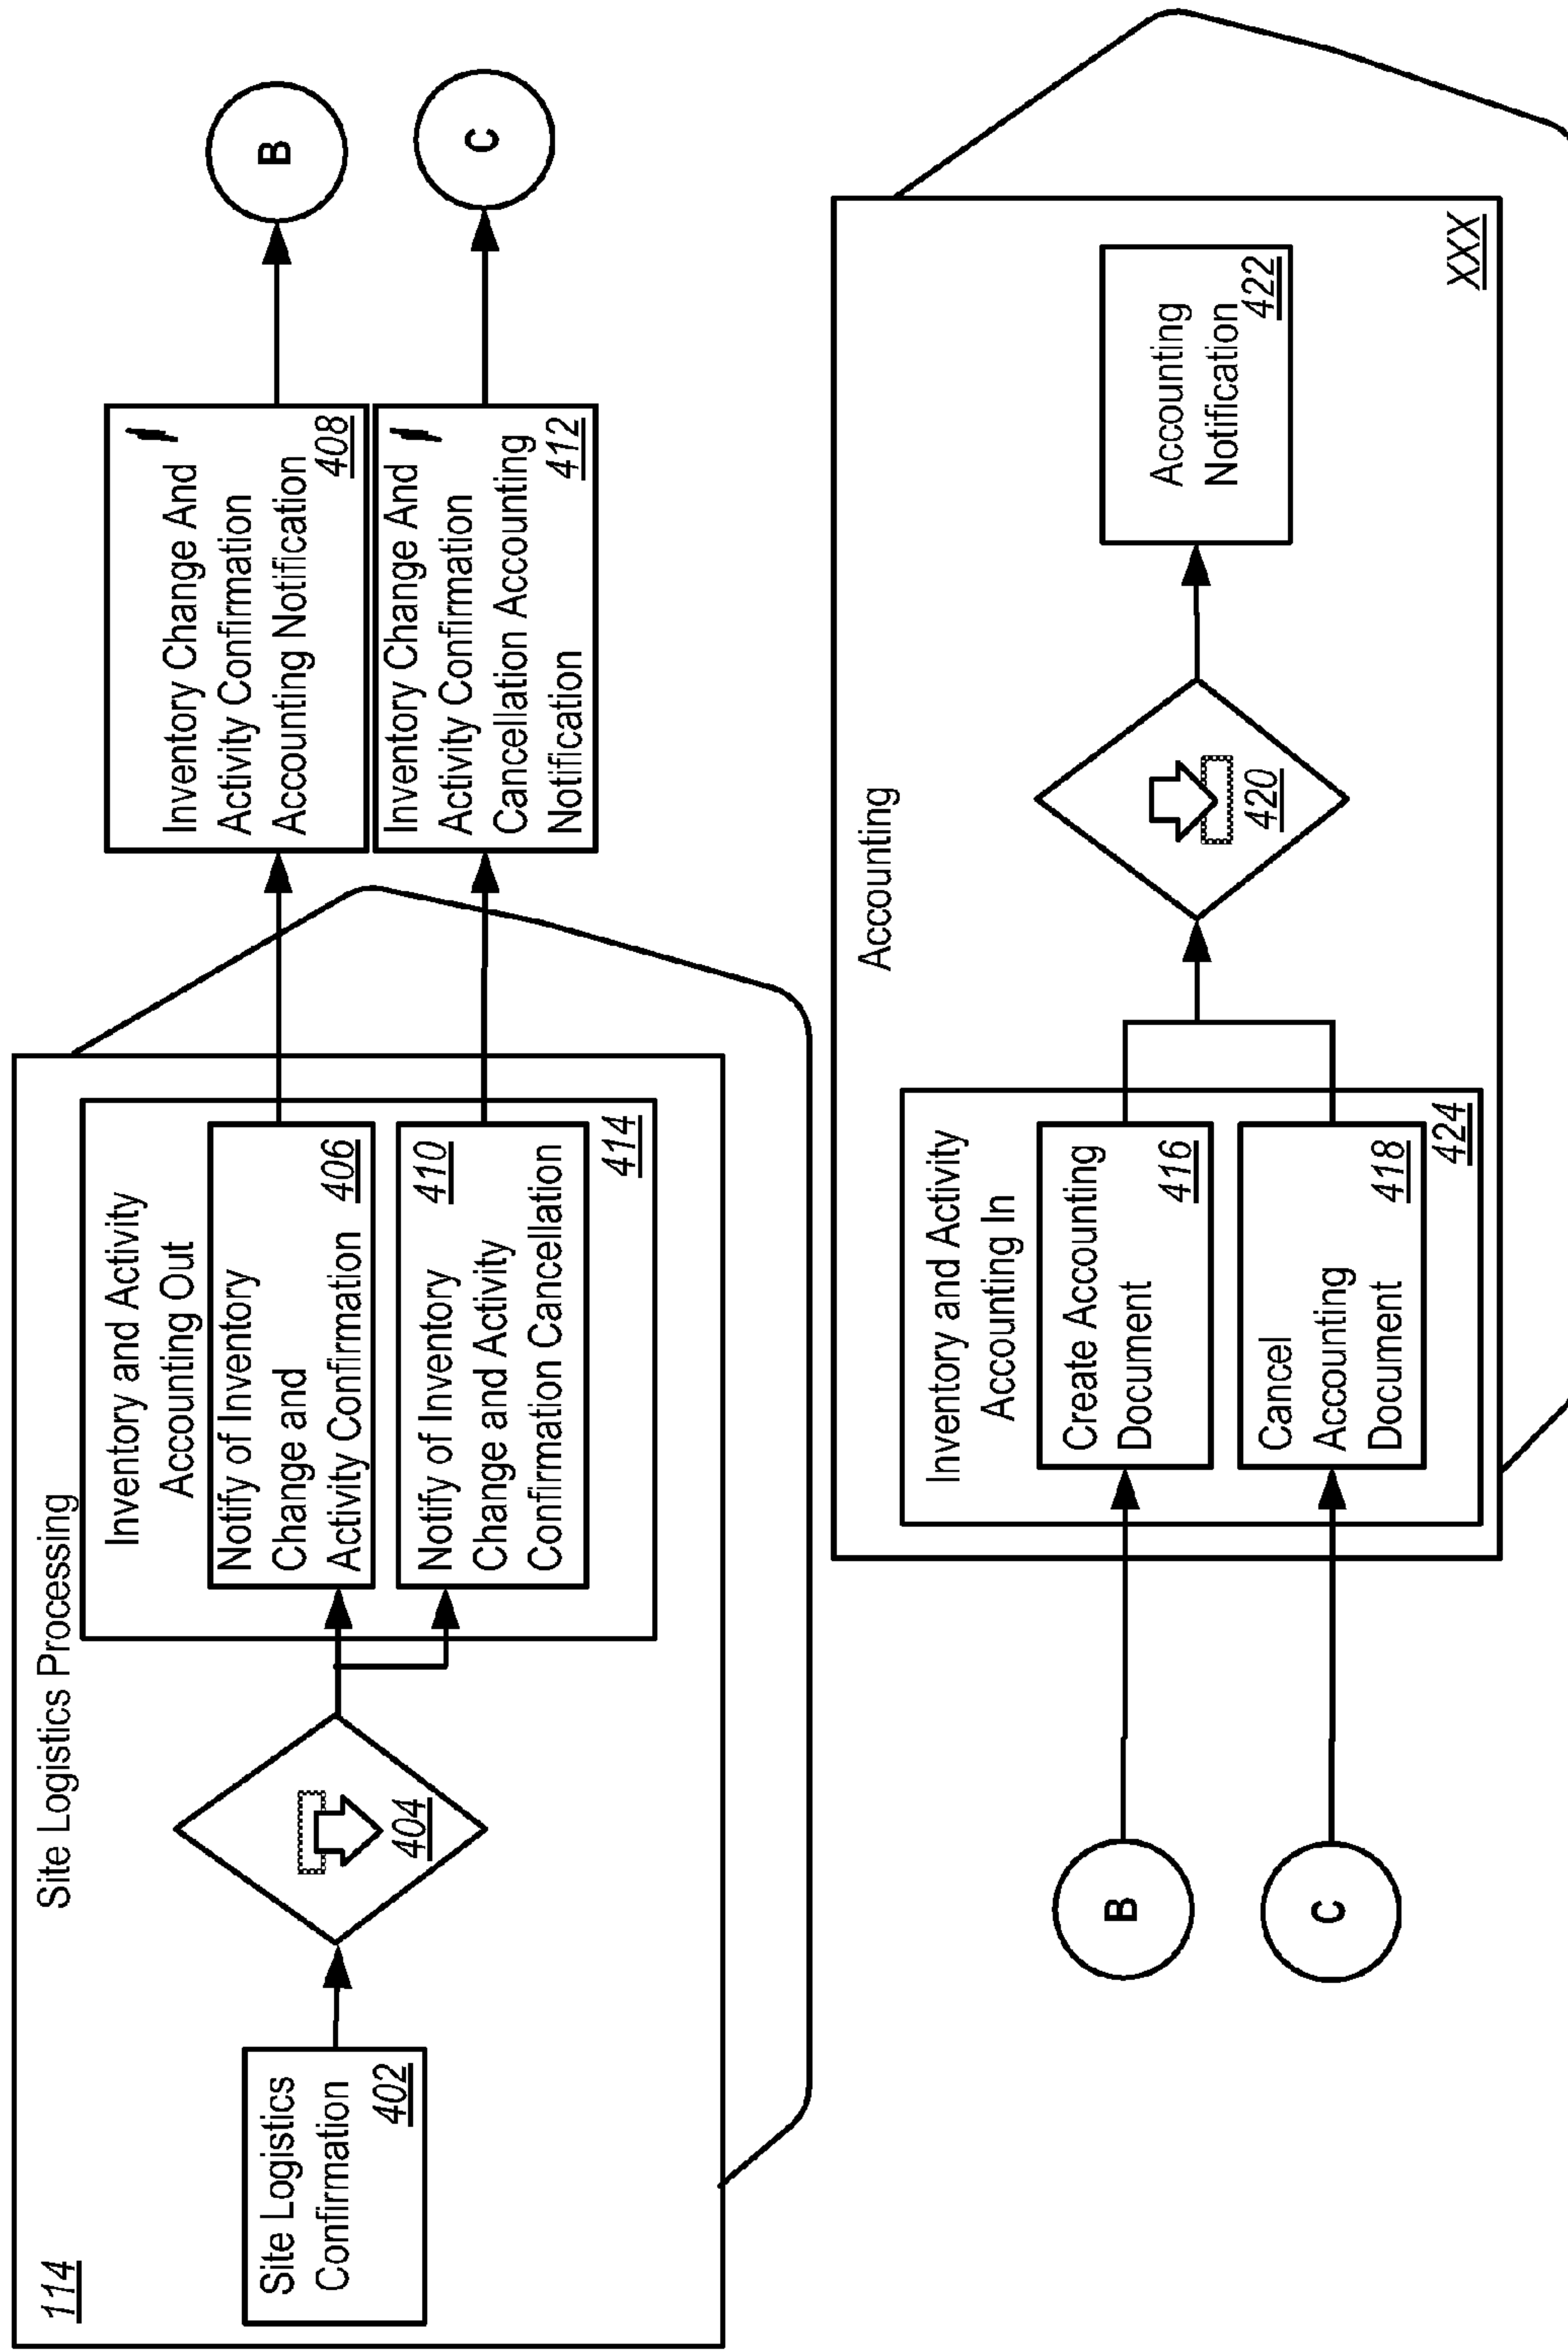 114
Site Logistics Processing
Site Logistics
Confirmation
402
404
Inventory and Activity
Accounting Out
Notify of Inventory
Change and
Activity Confirmation
406
Notify of Inventory
410
Change and Activity
Confirmation Cancellation
414
Inventory Change And
Activity Confirmation
Accounting Notification
408
Inventory Change And
Activity Confirmation
Cancellation Accounting
Notification
412
B
C
B
C
Accounting
Inventory and Activity
Accounting In
Create Accounting
Document
416
Cancel
Accounting
Document
418
424
420
Accounting
Notification
422
XXX